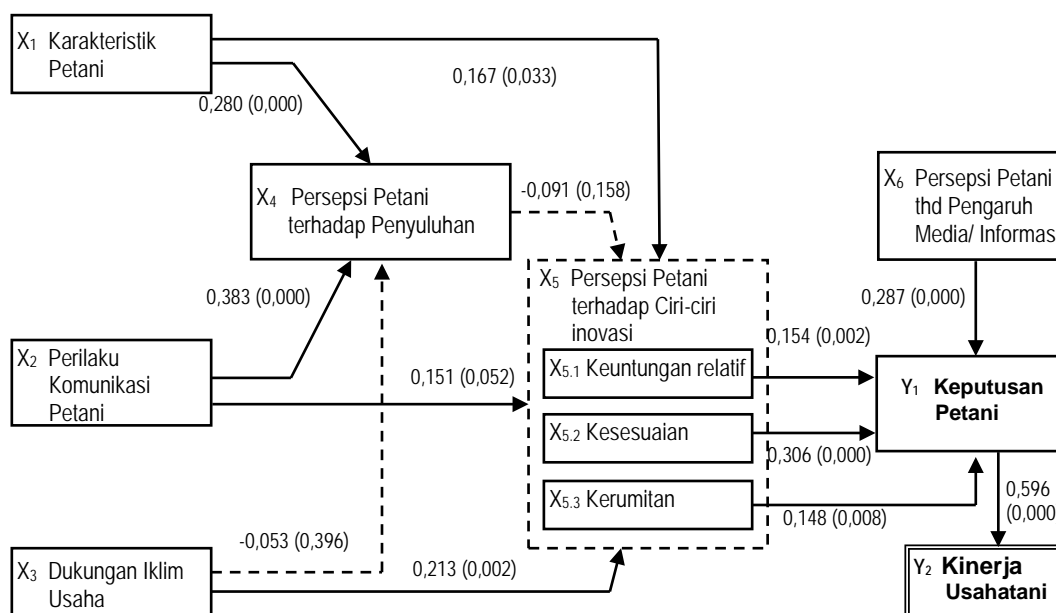 X1 Karakteristik
Petani
0,167 (0,033)
0,280 (0,000)
X4 Persepsi Petani
terhadap Penyuluhan
-0,091 (0,158)
X6 Persepsi Petani
thd Pengaruh
Media/ Informas
0,383 (0,000)
X5 Persepsi Petani
terhadap Ciri-ciri
inovasi
0,287 (0,000)
X2 Perilaku
Komunikasi
Petani
0,151 (0,052)
X5.1 Keuntungan relatif
0,154 (0,002)
Y1 Keputusan
Petani
X5.2 Kesesuaian
0,306 (0,000)
X5.3 Kerumitan
0,148 (0,008)
0,596
(0,000
X3 Dukungan Iklim
Usaha
-0,053 (0,396)
0,213 (0,002)
Y2 Kinerja
Usahatani